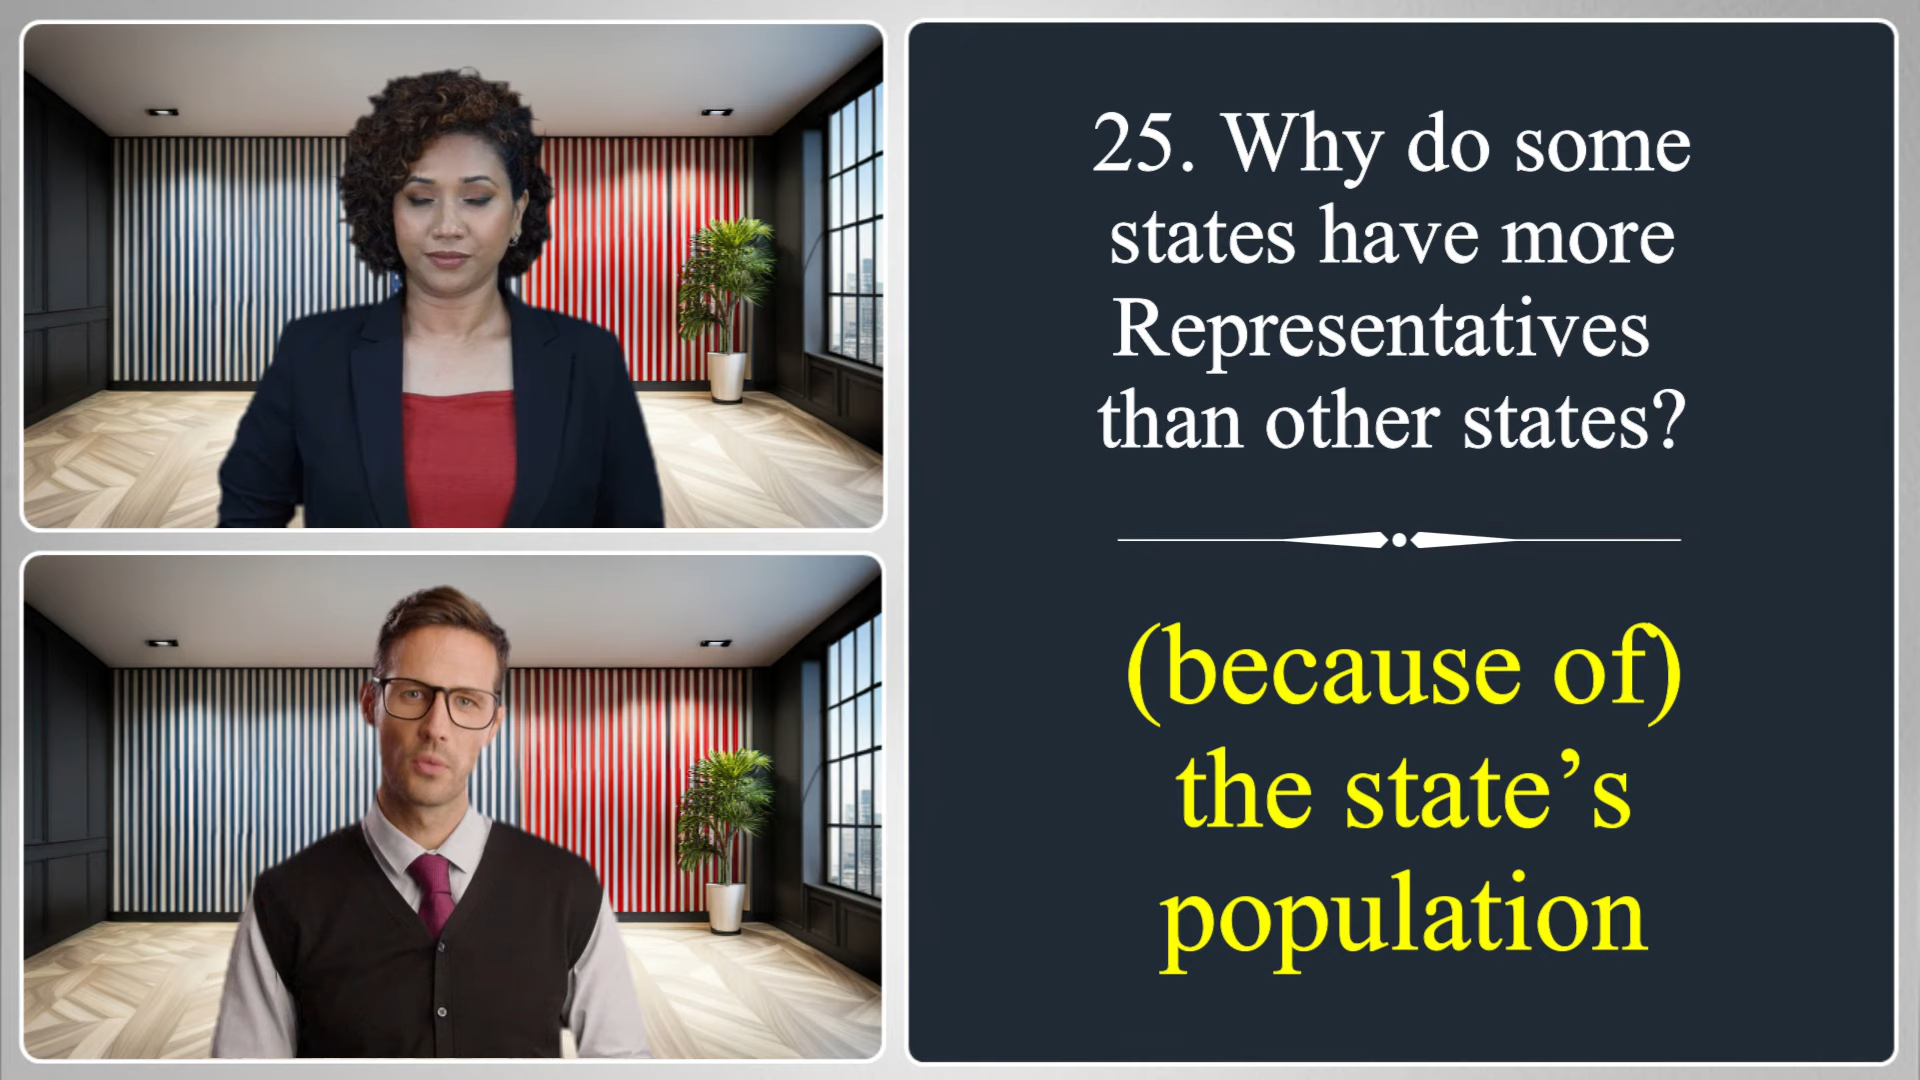 25. Why do some
states have more
Representatives
than other states?
(because of)
the state’s
population